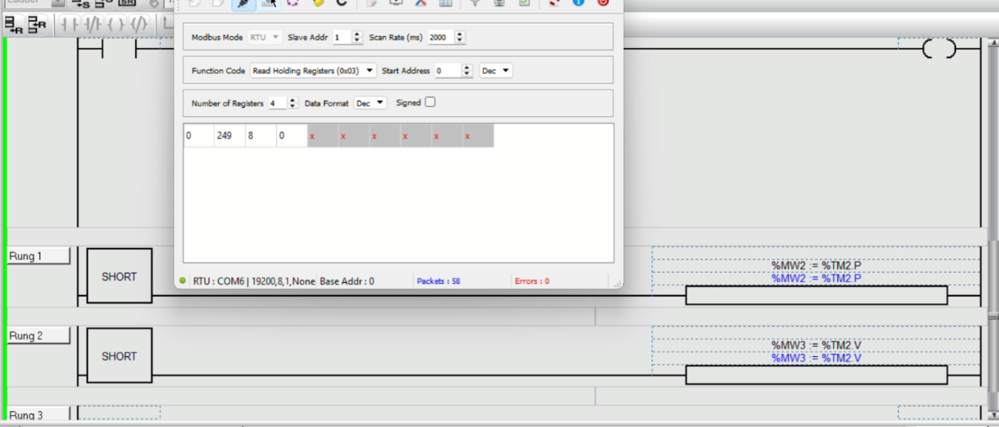 Ladder
S
SR
R
R
Modbus Mode RTU Slave Addr 1 Scan Rate (ms) 2000
Function Code Read Holding Registers (0x03) Start Address 0 Dec
Number of Registers 4 Data Format Dec Signed
0 249 8 0 x x x x x x
RTU : COM6 | 19200,8,1,None Base Addr : 0 Packets : 58 Errors : 0
Rung 1
SHORT
%MW2 := %TM2.P
%MW2 := %TM2.P
Rung 2
SHORT
%MW3 := %TM2.V
%MW3 := %TM2.V
Rung 3